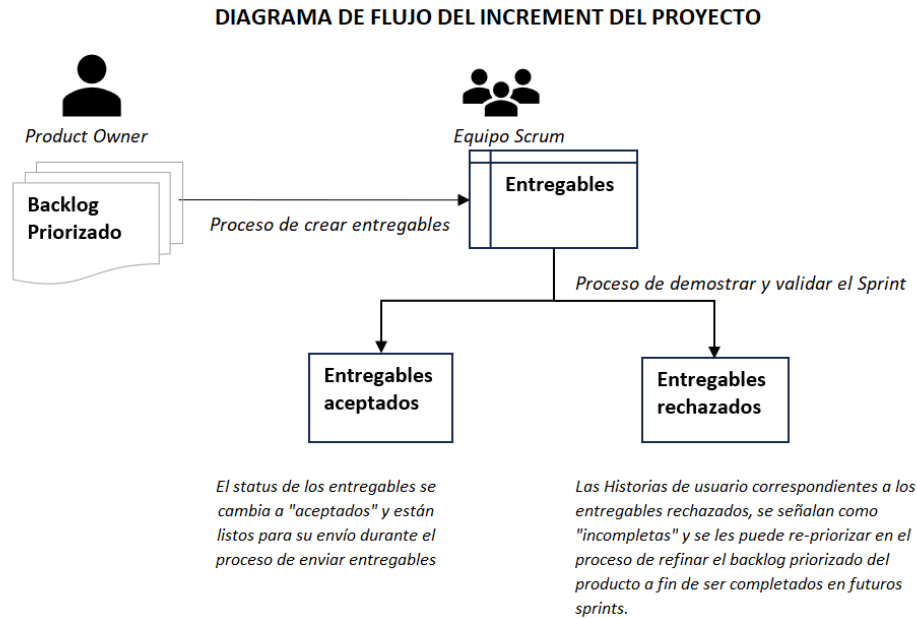 DIAGRAMA DE FLUJO DEL INCREMENT DEL PROYECTO
Product Owner
Equipo Scrum
Backlog
Priorizado
Proceso de crear entregables
Entregables
Proceso de demostrar y validar el Sprint
Entregables
aceptados
Entregables
rechazados
El status de los entregables se
cambia a "aceptados" y están
listos para su envío durante el
proceso de enviar entregables
Las Historias de usuario correspondientes a los
entregables rechazados, se señalan como
"incompletas" y se les puede re-priorizar en el
proceso de refinar el backlog priorizado del
producto a fin de ser completados en futuros
sprints.